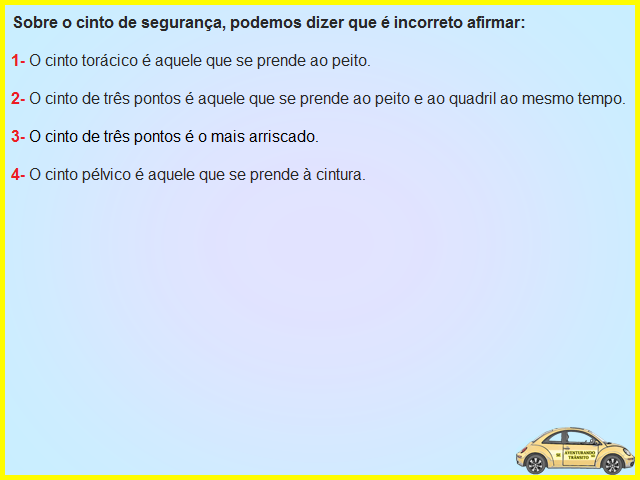 Sobre o cinto de segurança, podemos dizer que é incorreto afirmar:
1- O cinto torácico é aquele que se prende ao peito.
2- O cinto de três pontos é aquele que se prende ao peito e ao quadril ao mesmo tempo.
3- O cinto de três pontos é o mais arriscado.
4- O cinto pélvico é aquele que se prende à cintura.
AVENTURANDO
TRÂNSITO